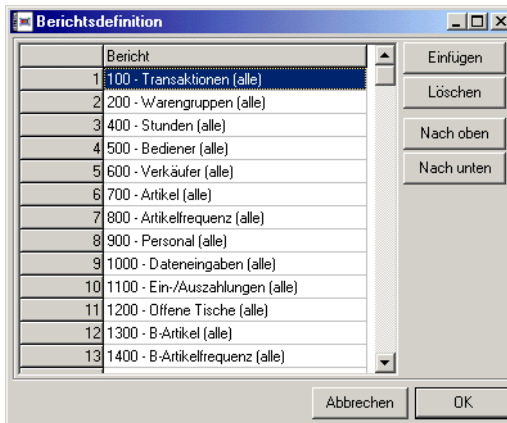 Berichtsdefinition
Bericht
1 100 - Transaktionen (alle)
2 200 - Warengruppen (alle)
3 400 - Stunden (alle)
4 500 - Bediener (alle)
5 600 - Verkäufer (alle)
6 700 - Artikel (alle)
7 800 - Artikelfrequenz (alle)
8 900 - Personal (alle)
9 1000 - Dateneingaben (alle)
10 1100 - Ein-/Auszahlungen (alle)
11 1200 - Offene Tische (alle)
12 1300 - B-Artikel (alle)
13 1400 - B-Artikelfrequenz (alle)
Einfügen
Löschen
Nach oben
Nach unten
Abbrechen
OK